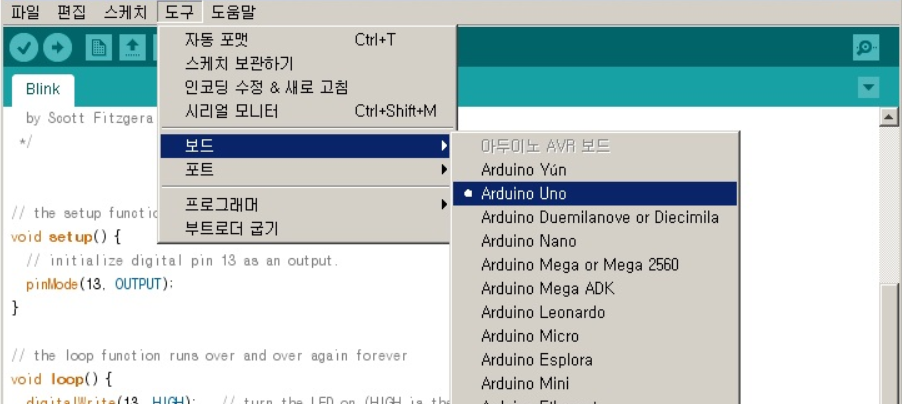 파일 편집 스케치 도구 도움말
자동 포맷 Ctrl+T
스케치 보관하기
인코딩 수정 & 새로 고침
시리얼 모니터 Ctrl+Shift+M
보드
포트
프로그래머
부트로더 굽기
아두이노 AVR 보드
Arduino Yún
Arduino Uno
Arduino Duemilanove or Diecimila
Arduino Nano
Arduino Mega or Mega 2560
Arduino Mega ADK
Arduino Leonardo
Arduino Micro
Arduino Esplora
Arduino Mini
Blink
by Scott Fitzgera
*/
// the setup functio
void setup() {
// initialize digital pin 13 as an output.
pinMode(13, OUTPUT);
}
// the loop function runs over and over again forever
void loop() {
digitalWrite(13, HIGH); // turn the LED on (HIGH is the